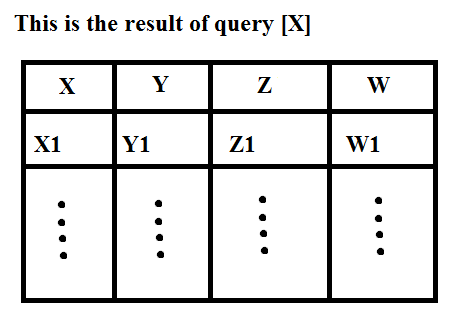 This is the result of query [X]
X Y Z W
X1 Y1 Z1 W1